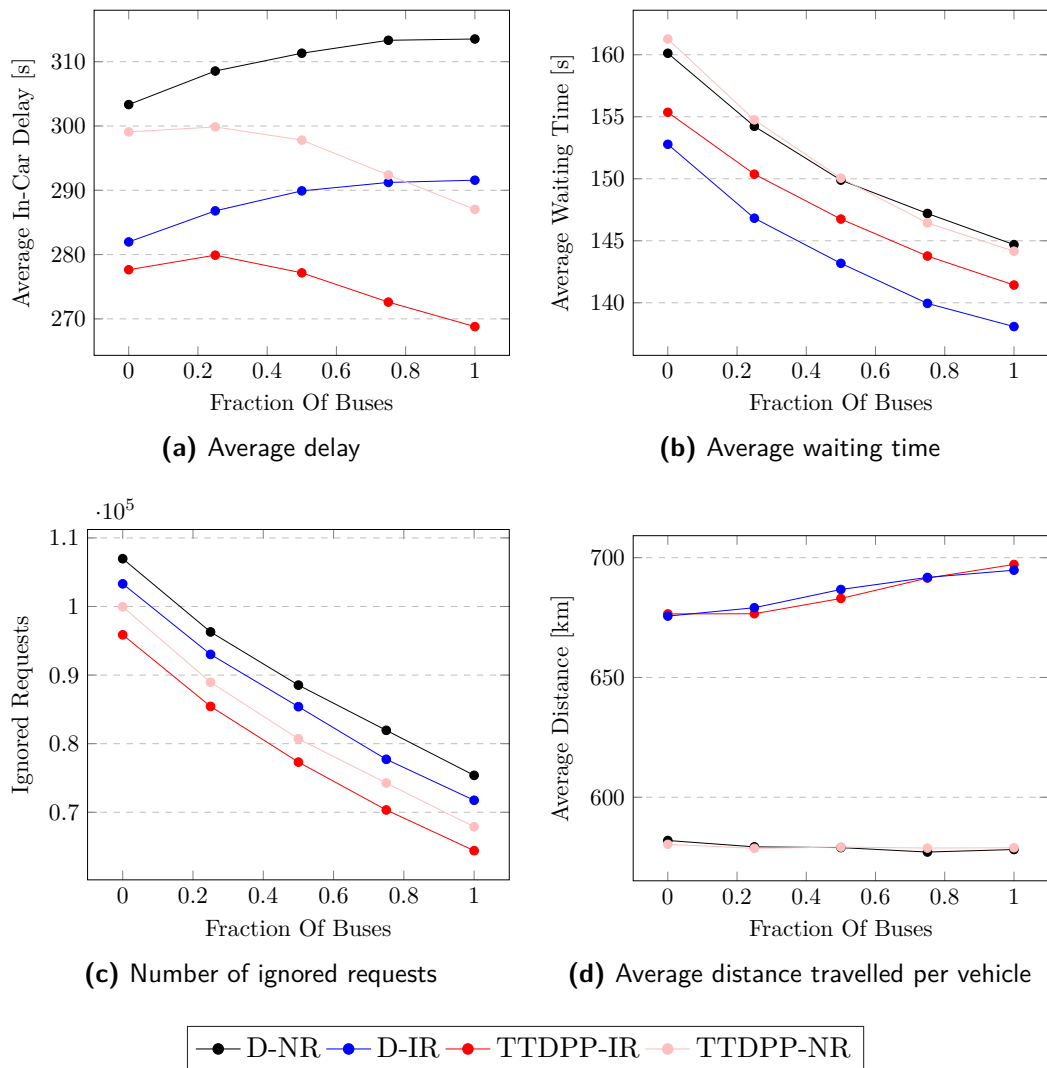 310
300
290
280
270
Average In-Car Delay [s]
0 0.2 0.4 0.6 0.8 1
Fraction Of Buses
(a) Average delay
160
155
150
145
140
Average Waiting Time [s]
0 0.2 0.4 0.6 0.8 1
Fraction Of Buses
(b) Average waiting time
·10⁵
1.1
1
0.9
0.8
0.7
Ignored Requests
0 0.2 0.4 0.6 0.8 1
Fraction Of Buses
(c) Number of ignored requests
700
650
600
Average Distance [km]
0 0.2 0.4 0.6 0.8 1
Fraction Of Buses
(d) Average distance travelled per vehicle
D-NR D-IR TTDPP-IR TTDPP-NR